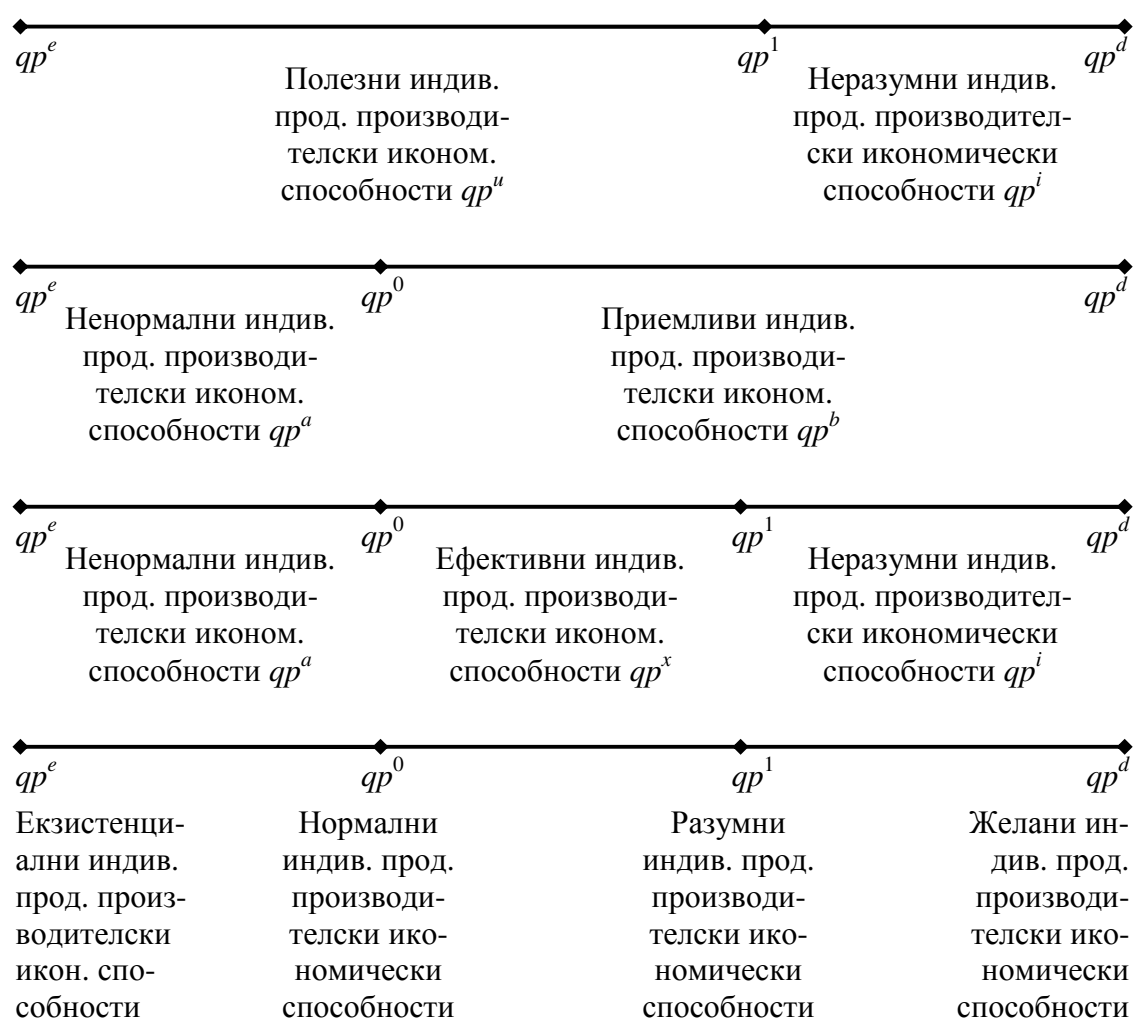 qp^e qp^1 qp^d
Полезни индив. Неразумни индив.
прод. производи- прод. производител-
телски иконом. ски икономически
способности qp^u способности qp^i
qp^e qp^0 qp^d
Ненормални индив. Приемливи индив.
прод. производи- прод. производи-
телски иконом. телски иконом.
способности qp^a способности qp^b
qp^e qp^0 qp^1 qp^d
Ненормални индив. Ефективни индив. Неразумни индив.
прод. производи- прод. производи- прод. производител-
телски иконом. телски иконом. ски икономически
способности qp^a способности qp^x способности qp^i
qp^e qp^0 qp^1 qp^d
Екзистенци- Нормални Разумни Желани ин-
ални индив. индив. прод. индив. прод. див. прод.
прод. произ- производи- производи- производи-
водителски телски ико- телски ико- телски ико-
икон. спо- номически номически номически
собности способности способности способности